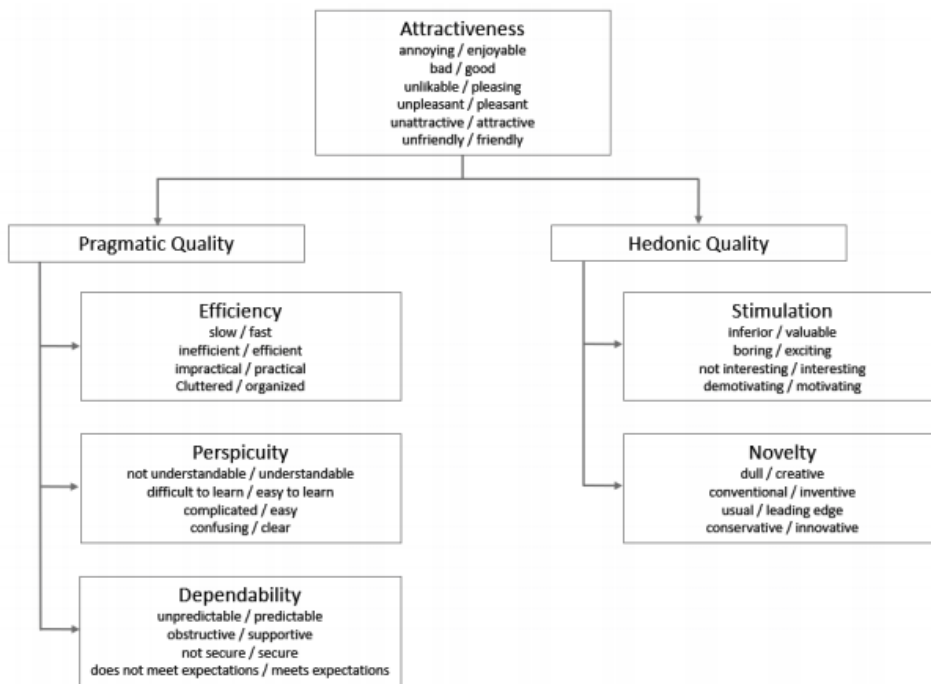 Attractiveness
annoying / enjoyable
bad / good
unlikable / pleasing
unpleasant / pleasant
unattractive / attractive
unfriendly / friendly
Pragmatic Quality
Hedonic Quality
Efficiency
slow / fast
inefficient / efficient
impractical / practical
Cluttered / organized
Perspicuity
not understandable / understandable
difficult to learn / easy to learn
complicated / easy
confusing / clear
Dependability
unpredictable / predictable
obstructive / supportive
not secure / secure
does not meet expectations / meets expectations
Stimulation
inferior / valuable
boring / exciting
not interesting / interesting
demotivating / motivating
Novelty
dull / creative
conventional / inventive
usual / leading edge
conservative / innovative